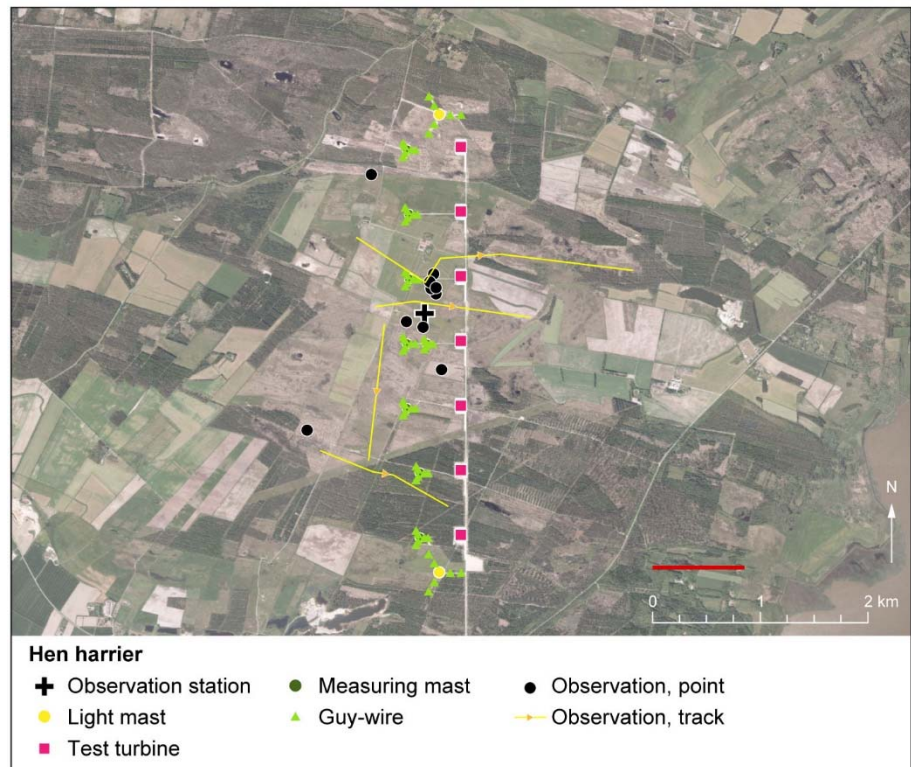 N
0 1 2 km
Hen harrier
Observation station
Measuring mast
Observation, point
Light mast
Guy-wire
Observation, track
Test turbine